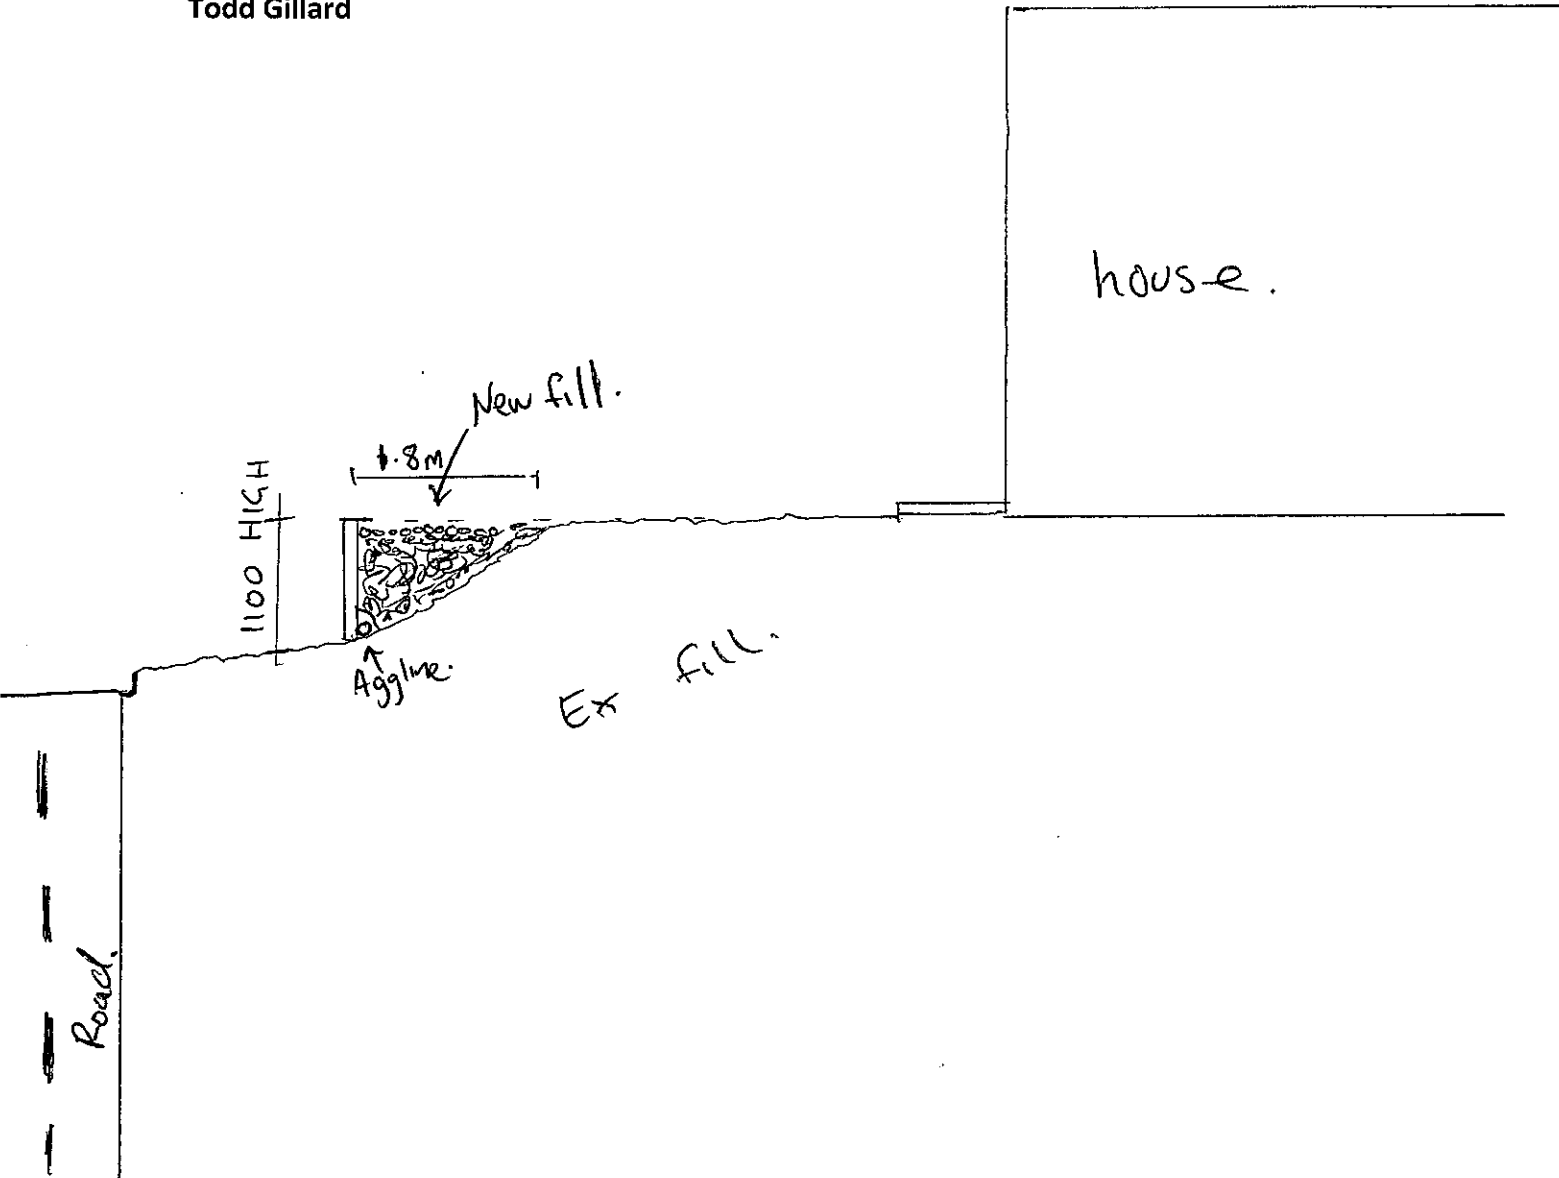 Todd Gillard
house.
New fill.
1.8m
1100 HIGH
Aggline.
Ex fill.
Road.